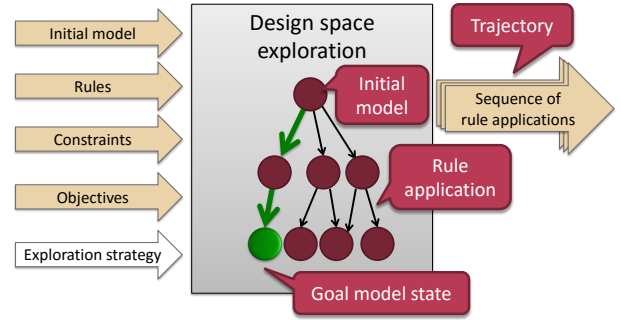 Initial model
Rules
Constraints
Objectives
Exploration strategy
Design space
exploration
Initial
model
Rule
application
Goal model state
Trajectory
Sequence of
rule applications